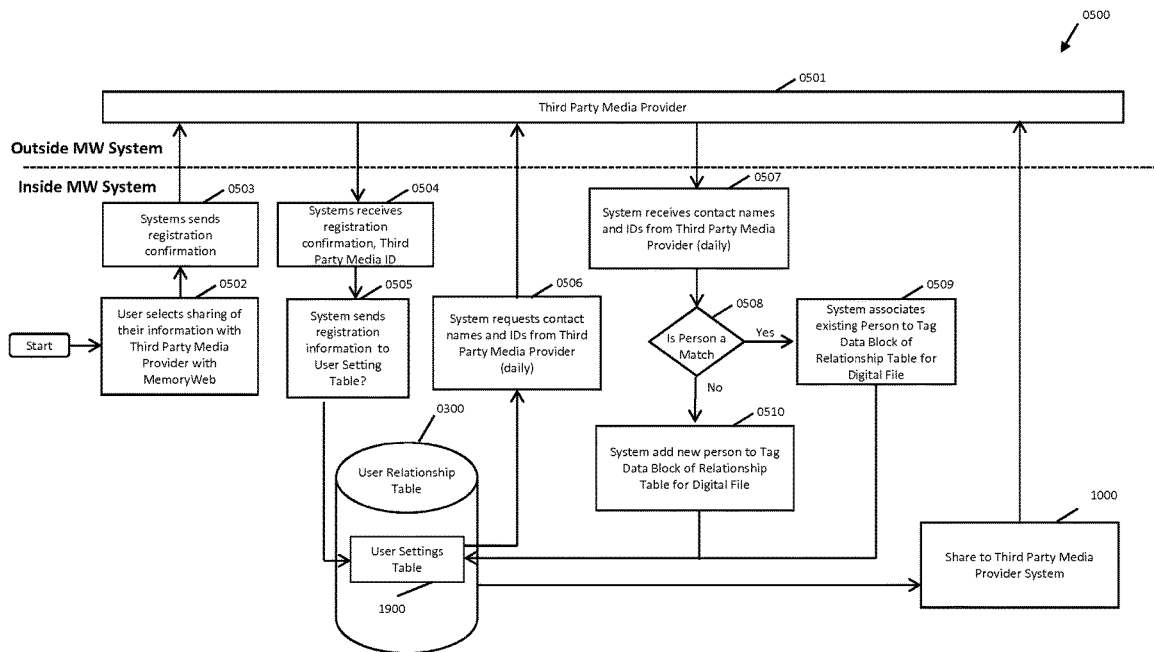 0500
0501
Third Party Media Provider
Outside MW System
Inside MW System
0503
Systems sends
registration
confirmation
0504
Systems receives
registration
confirmation, Third
Party Media ID
0507
System receives contact names
and IDs from Third Party Media
Provider (daily)
0502
User selects sharing of
their information with
Third Party Media
Provider with
MemoryWeb
Start
0505
System sends
registration
information to
User Setting
Table?
0506
System requests contact
names and IDs from Third
Party Media Provider
(daily)
0508
Is Person a
Match
Yes
No
0509
System associates
existing Person to Tag
Data Block of
Relationship Table for
Digital File
0510
System add new person to Tag
Data Block of Relationship
Table for Digital File
0300
User Relationship
Table
User Settings
Table
1900
1000
Share to Third Party Media
Provider System